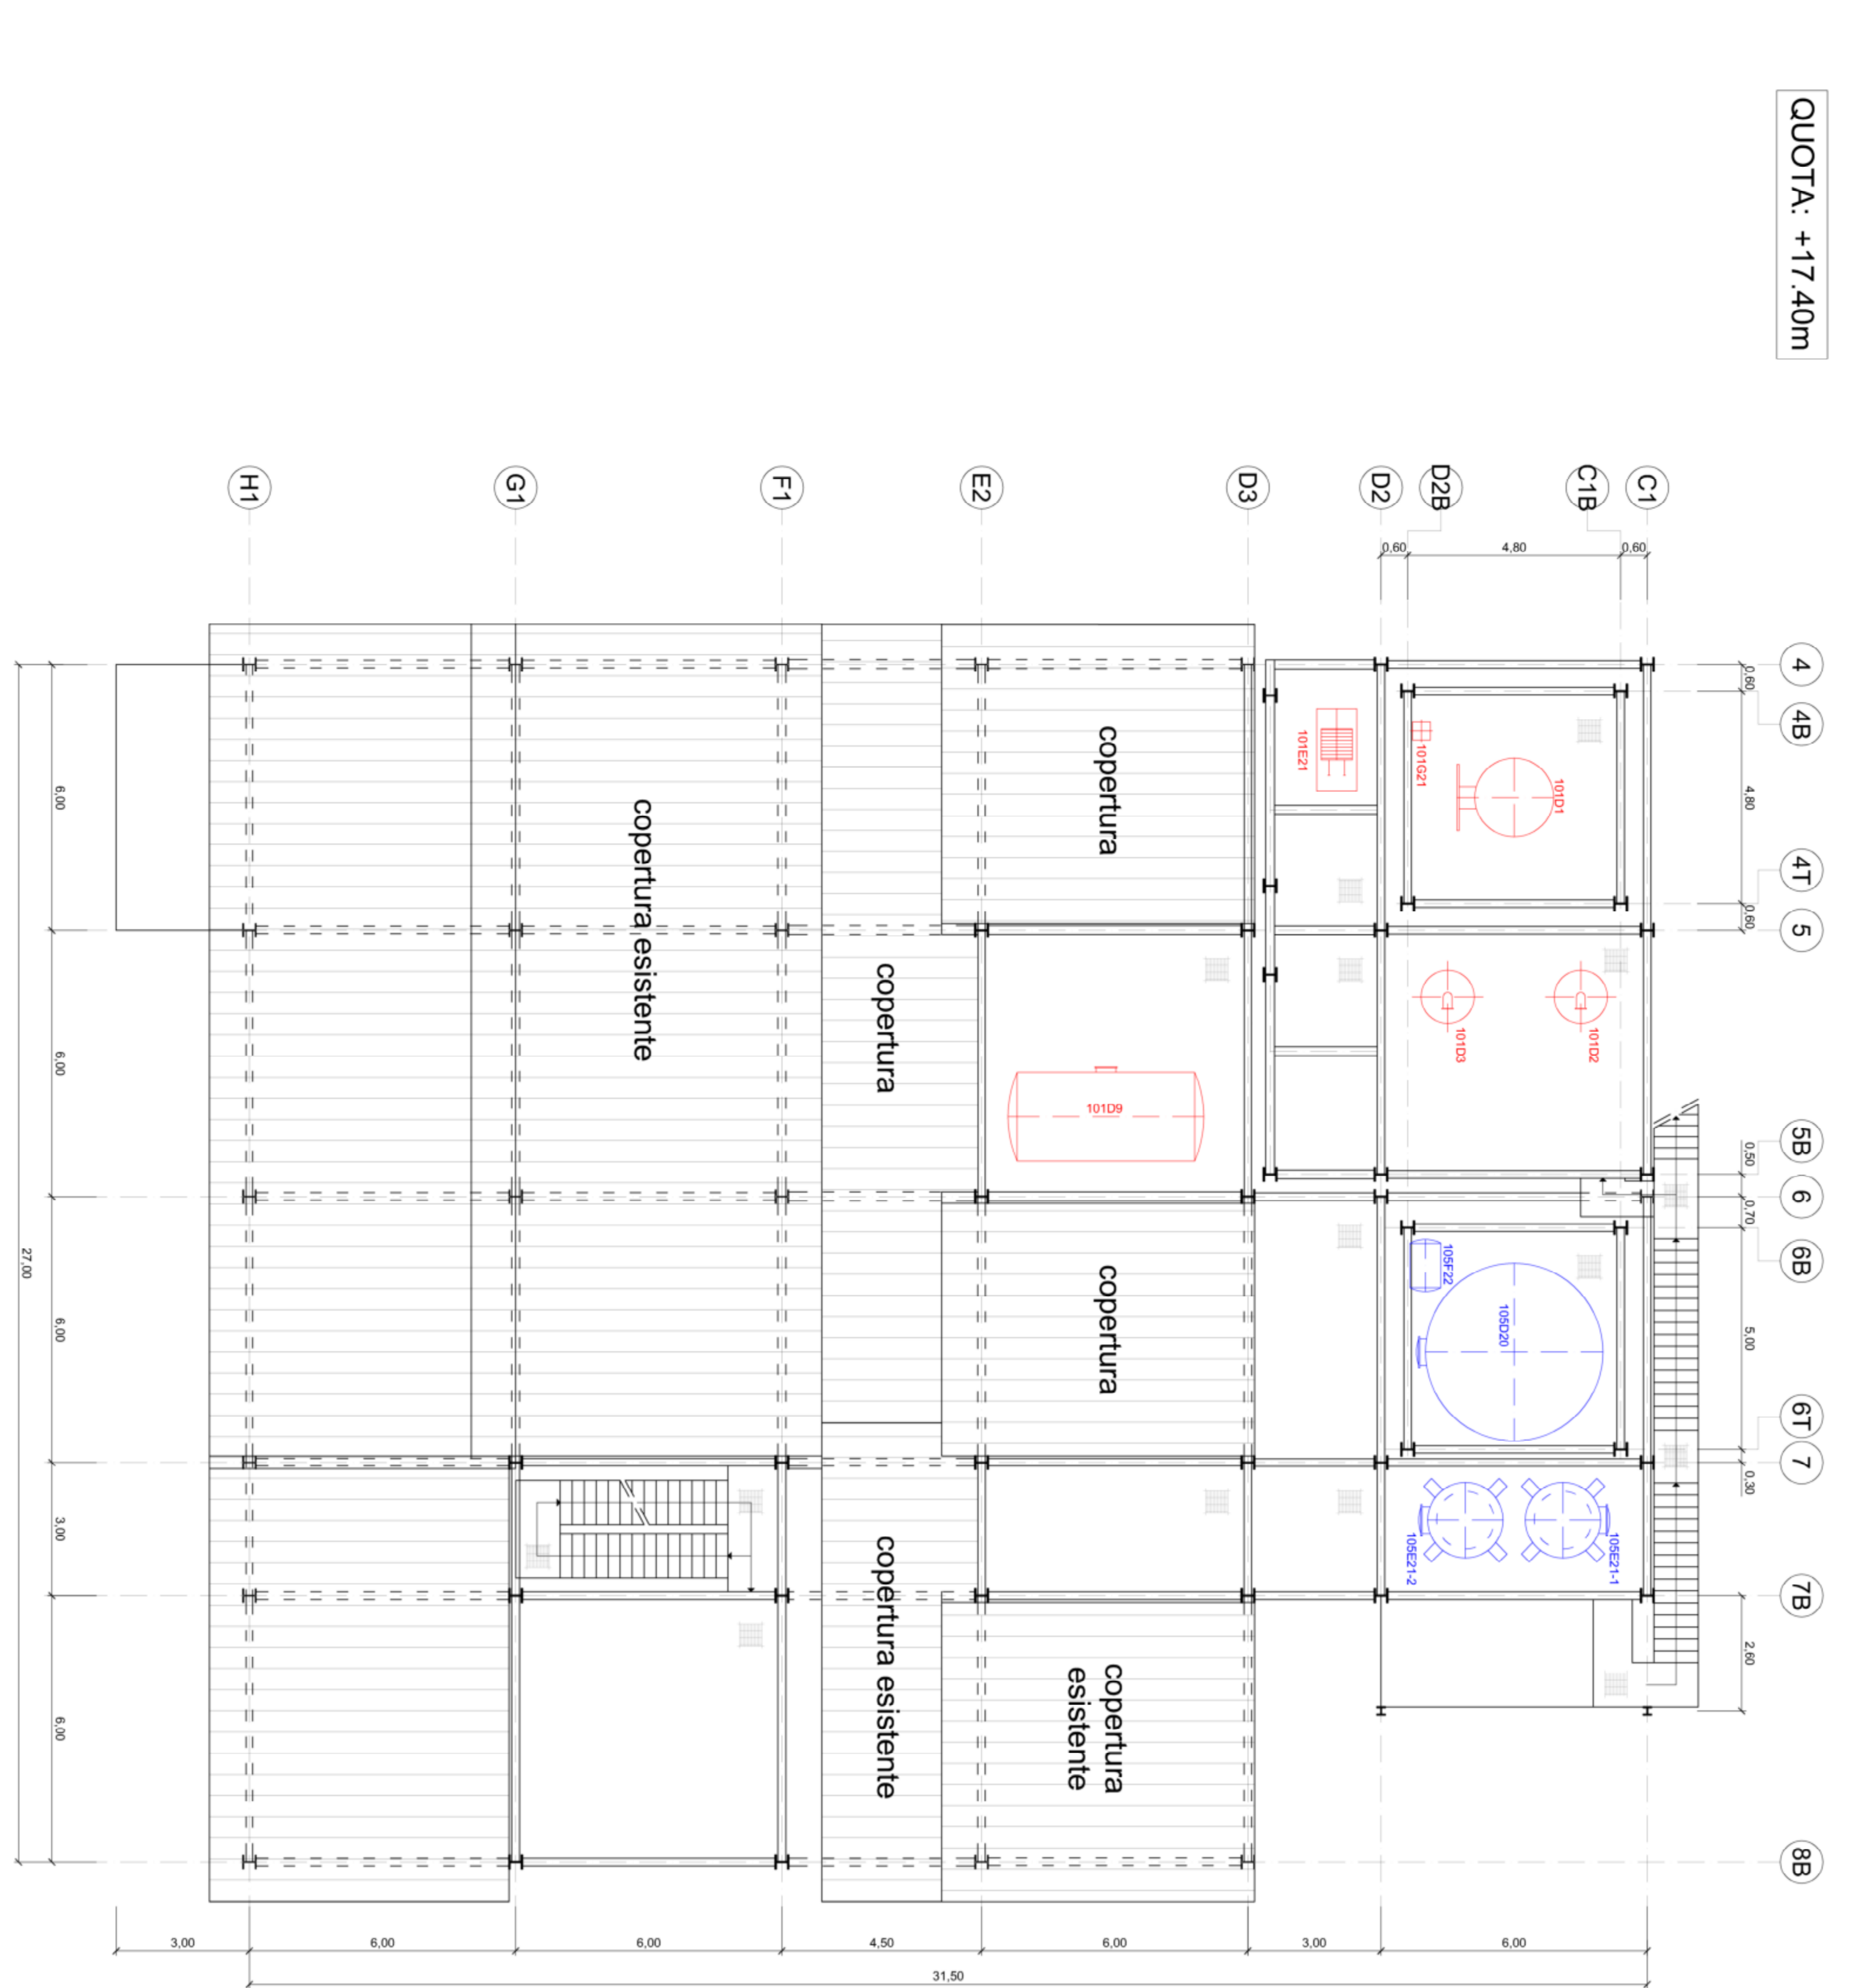 QUOTA: +17.40m
H1
G1
F1
E2
D3
D2
D2B
C1B
C1
0,60
4,80
0,60
4
4B
4T
5
5B
6
6B
6T
7
7B
8B
0,60
4,80
0,60
0,50
0,70
5,00
0,30
2,60
101D1
101G21
101E21
101D2
101D3
101D9
105F22
105D20
105E21-1
105E21-2
copertura
copertura esistente
copertura
copertura
copertura esistente
copertura
esistente
6,00
6,00
6,00
3,00
6,00
27,00
3,00
6,00
6,00
4,50
6,00
3,00
6,00
31,50